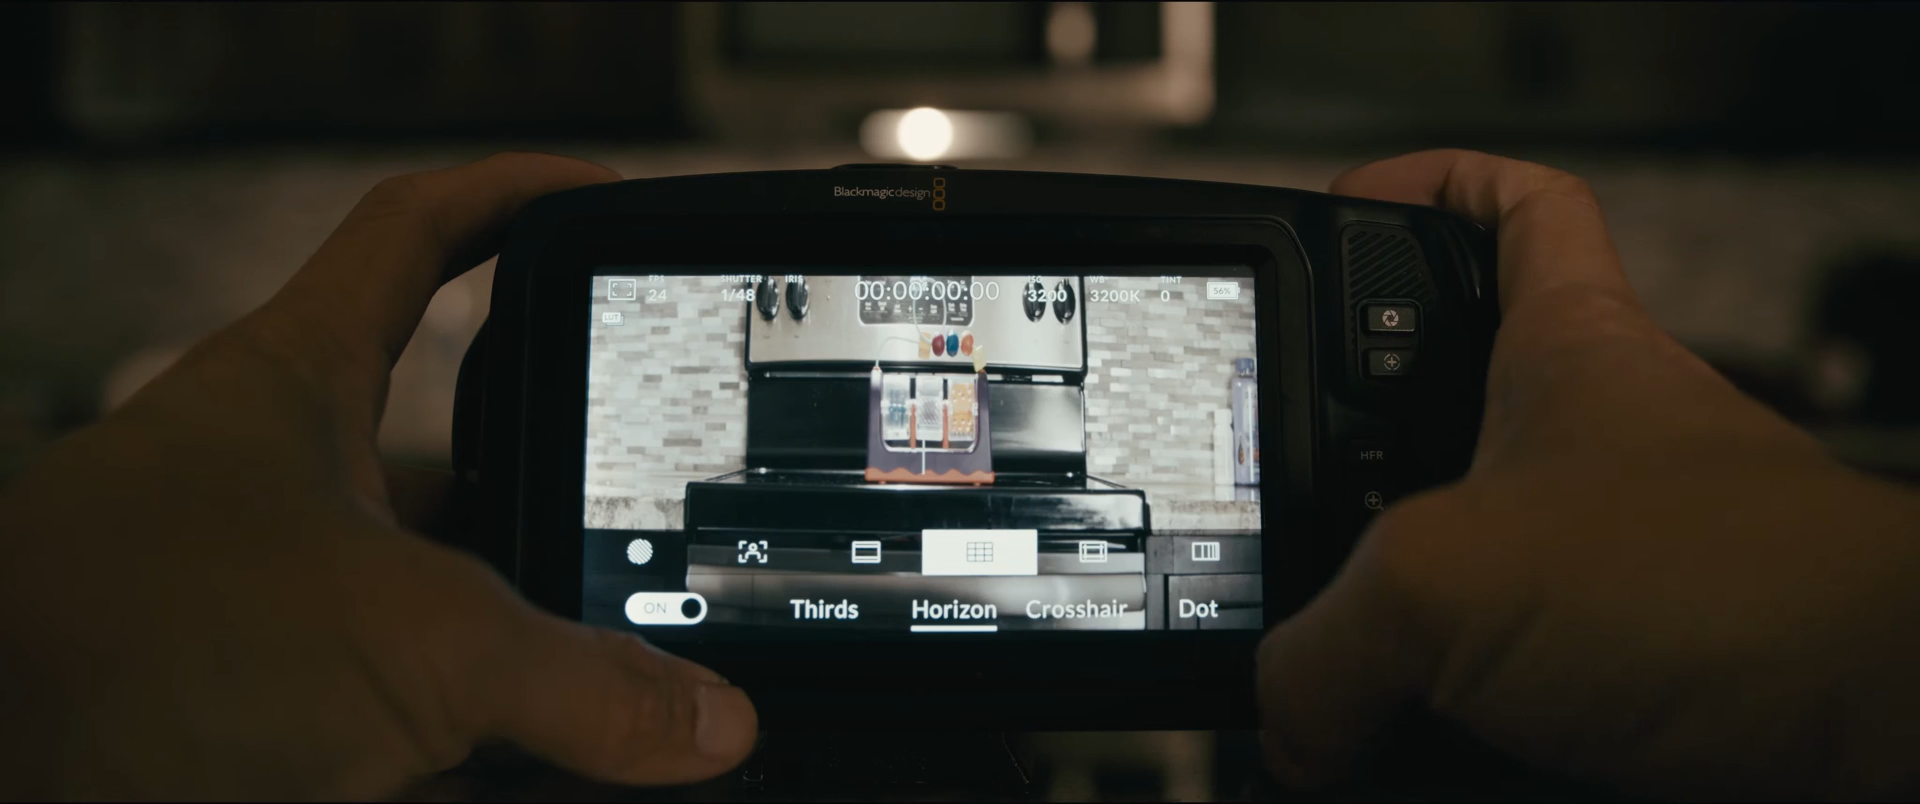 Blackmagicdesign
FPS SHUTTER IRIS ISO WB TINT
24 1/48 00:00:00:00 3200 3200K 0 56%
LUT
HFR
ON Thirds Horizon Crosshair Dot